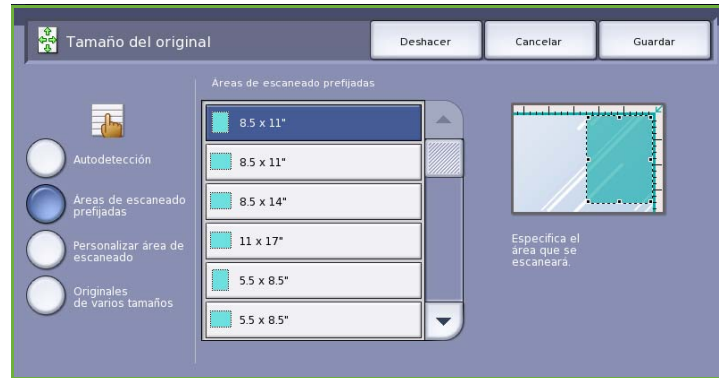 Tamaño del original
Deshacer
Cancelar
Guardar
Áreas de escaneado prefijadas
Autodetección
Áreas de escaneado
prefijadas
Personalizar área de
escaneado
Originales
de varios tamaños
8.5 x 11"
8.5 x 11"
8.5 x 14"
11 x 17"
5.5 x 8.5"
5.5 x 8.5"
Especifica el
área que se
escaneará.